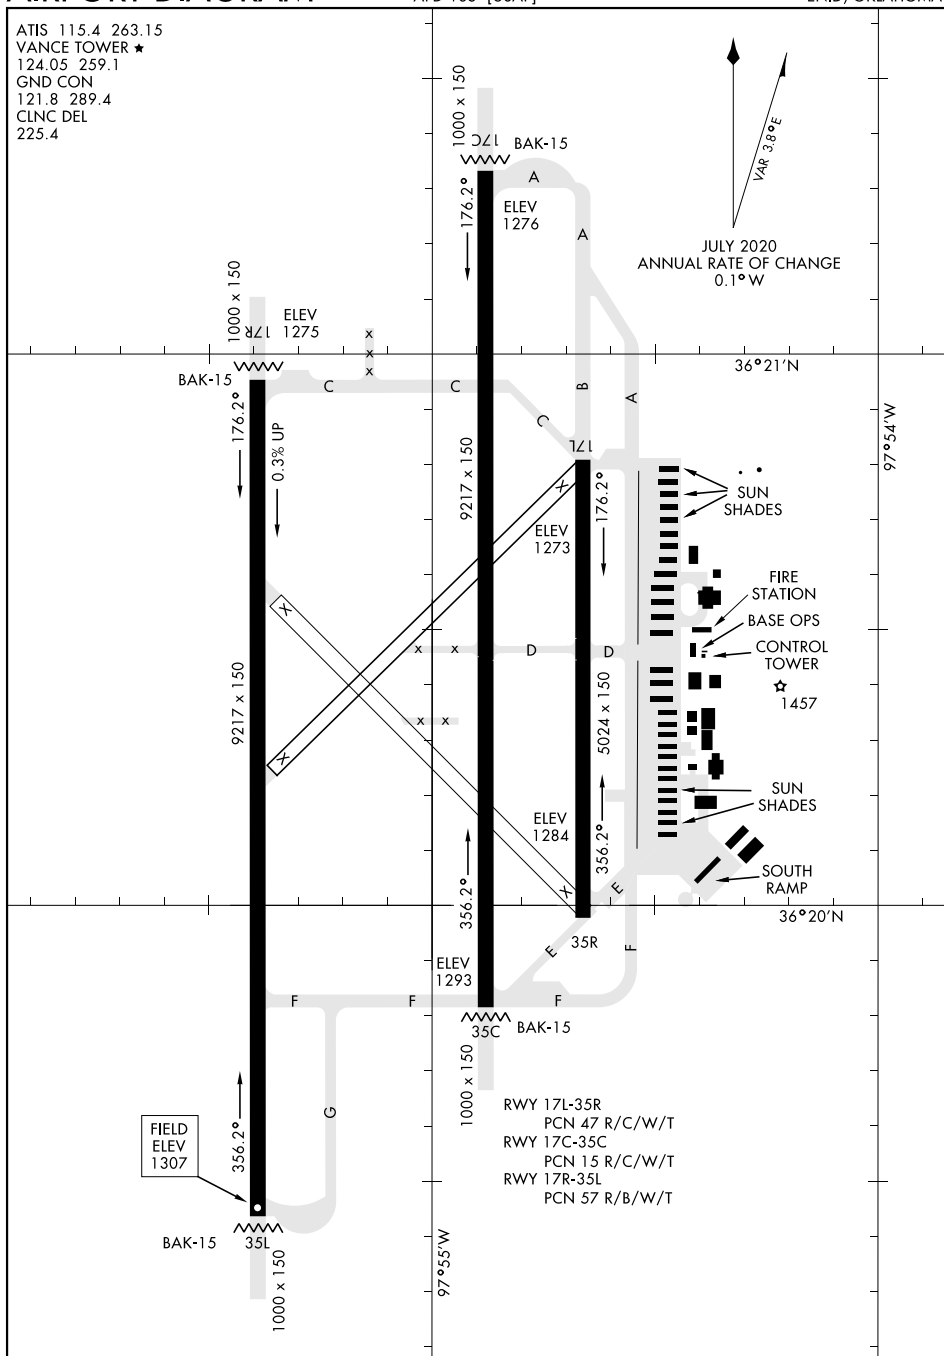 ATIS 115.4 263.15
VANCE TOWER ★
124.05 259.1
GND CON
121.8 289.4
CLNC DEL
225.4
1000 x 150
17C
BAK-15
A
176.2°
ELEV
1276
A
VAR 3.8°E
JULY 2020
ANNUAL RATE OF CHANGE
0.1° W
1000 x 150
17R
ELEV
1275
x
x
x
BAK-15
36°21'N
C
C
B
A
C
17L
97°54'W
176.2°
0.3% UP
9217 x 150
X
176.2°
SUN
SHADES
ELEV
1273
FIRE
STATION
X
BASE OPS
x
x
D
D
CONTROL
TOWER
1457
9217 x 150
5024 x 150
x
x
X
SUN
SHADES
ELEV
1284
356.2°
356.2°
X
E
SOUTH
RAMP
36°20'N
35R
E
F
ELEV
1293
F
F
F
35C
BAK-15
1000 x 150
G
RWY 17L-35R
PCN 47 R/C/W/T
RWY 17C-35C
PCN 15 R/C/W/T
RWY 17R-35L
PCN 57 R/B/W/T
FIELD
ELEV
1307
356.2°
BAK-15
35L
1000 x 150
97°55'W